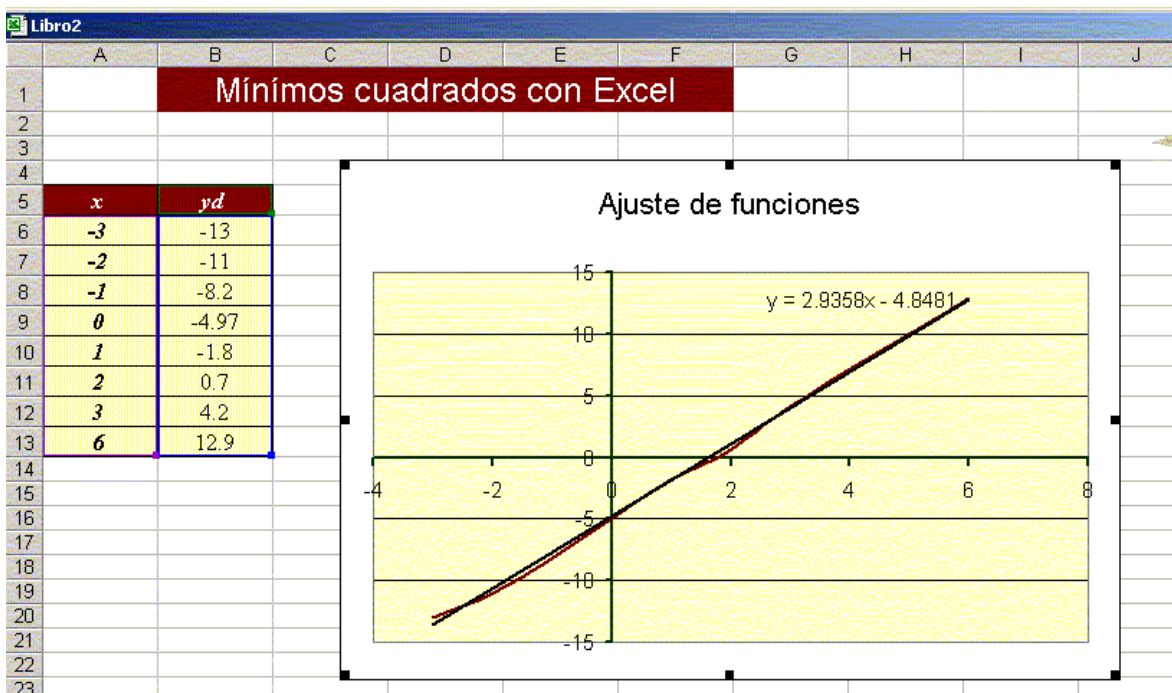 Libro2
A B C D E F G H I J
1 Mínimos cuadrados con Excel
2
3
4
5 x yd
6 -3 -13
7 -2 -11
8 -1 -8.2
9 0 -4.97
10 1 -1.8
11 2 0.7
12 3 4.2
13 6 12.9
14
15
16
17
18
19
20
21
22
23
Ajuste de funciones
y = 2.9358x - 4.8481
15
10
5
0
-5
-10
-15
-4 -2 0 2 4 6 8